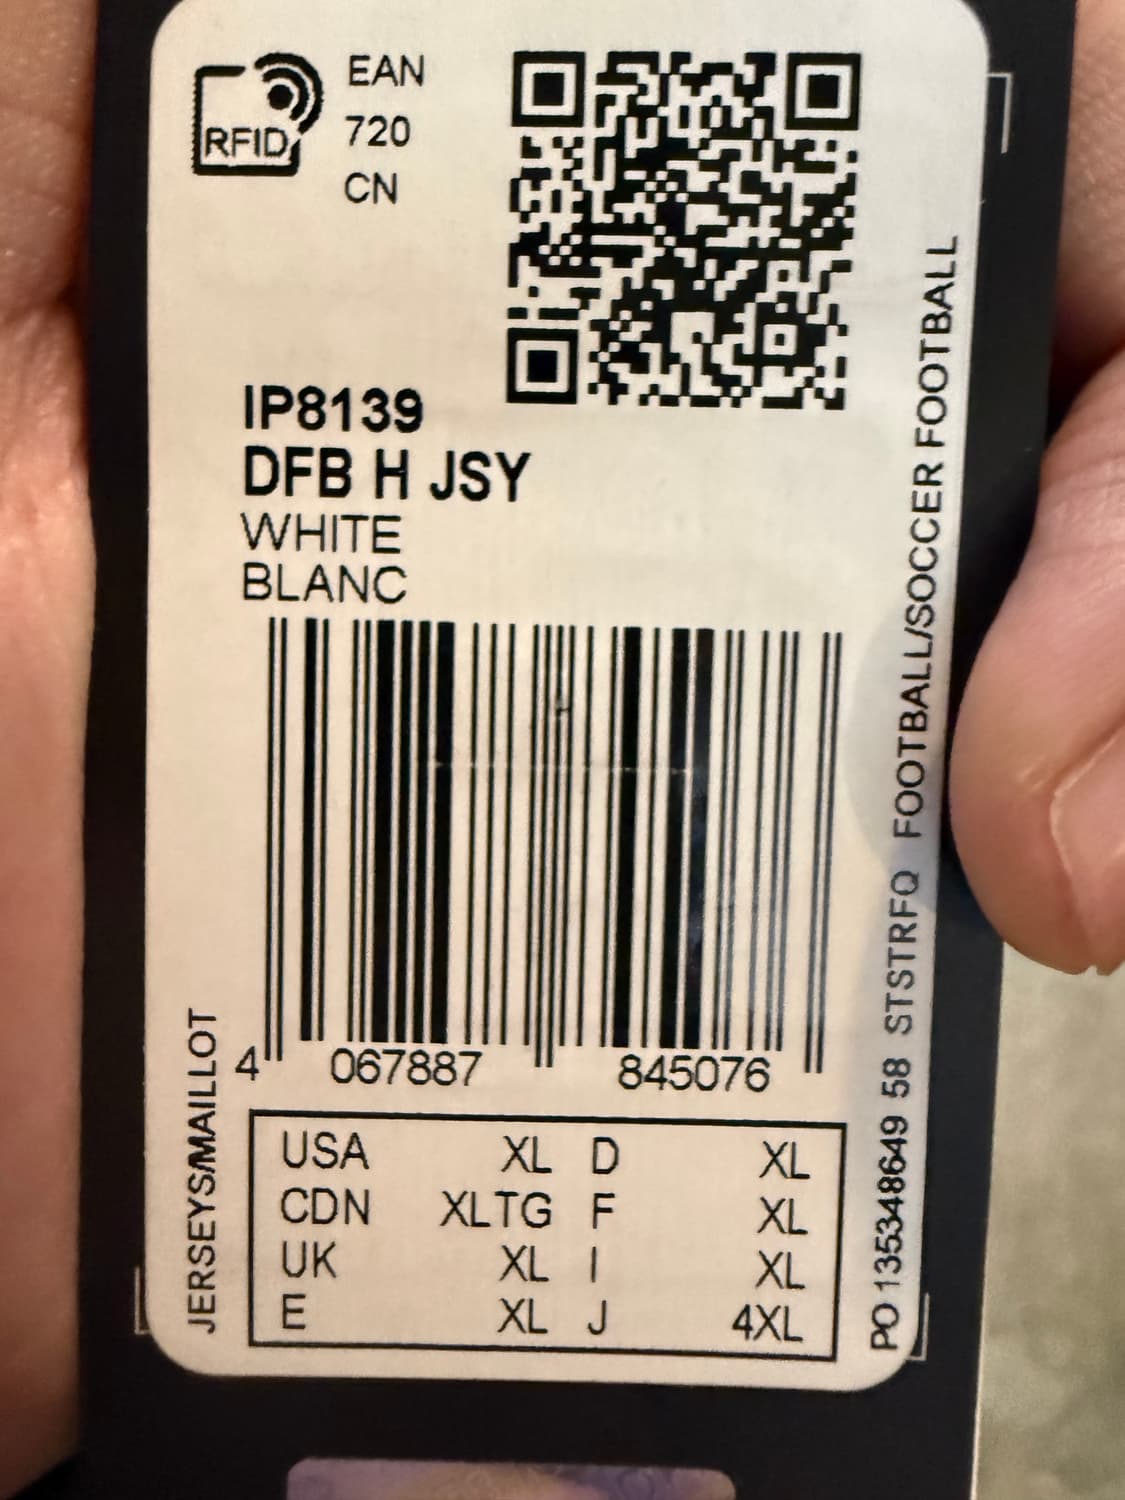 RFID
EAN
720
CN
IP8139
DFB H JSY
WHITE
BLANC
4 067887 845076
JERSEYS/MAILLOT
USA XL D XL
CDN XLTG F XL
UK XL I XL
E XL J 4XL
PO 135348649 58 STSTRFQ FOOTBALL/SOCCER FOOTBALL